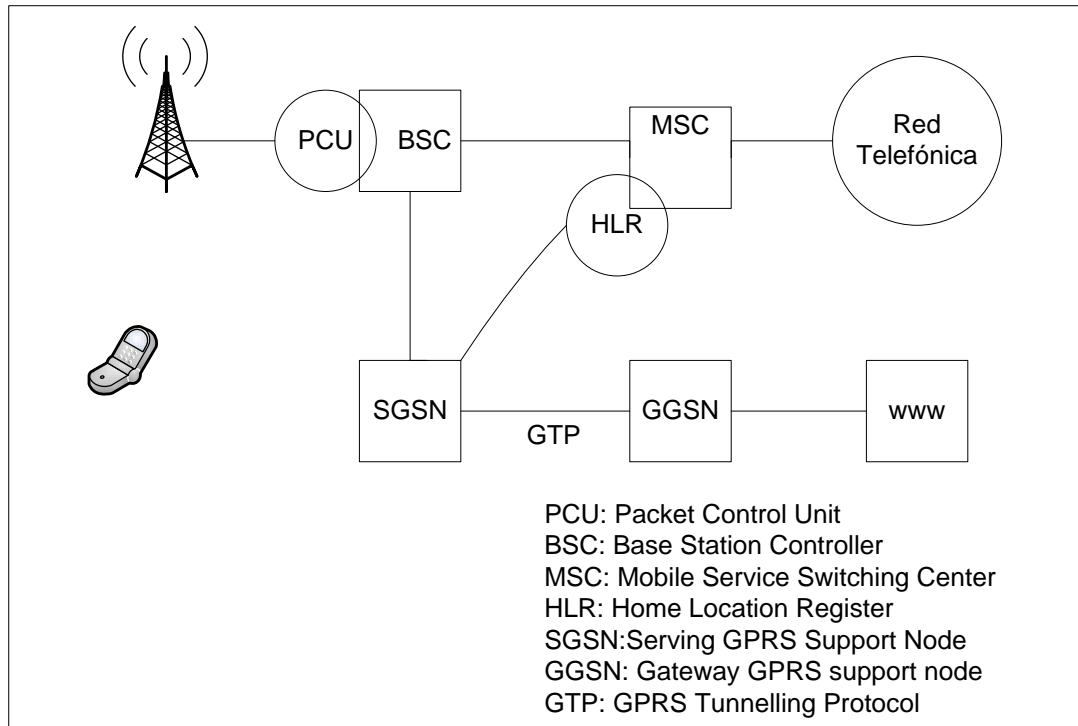 PCU
BSC
MSC
Red
Telefónica
HLR
SGSN
GTP
GGSN
www
PCU: Packet Control Unit
BSC: Base Station Controller
MSC: Mobile Service Switching Center
HLR: Home Location Register
SGSN:Serving GPRS Support Node
GGSN: Gateway GPRS support node
GTP: GPRS Tunnelling Protocol